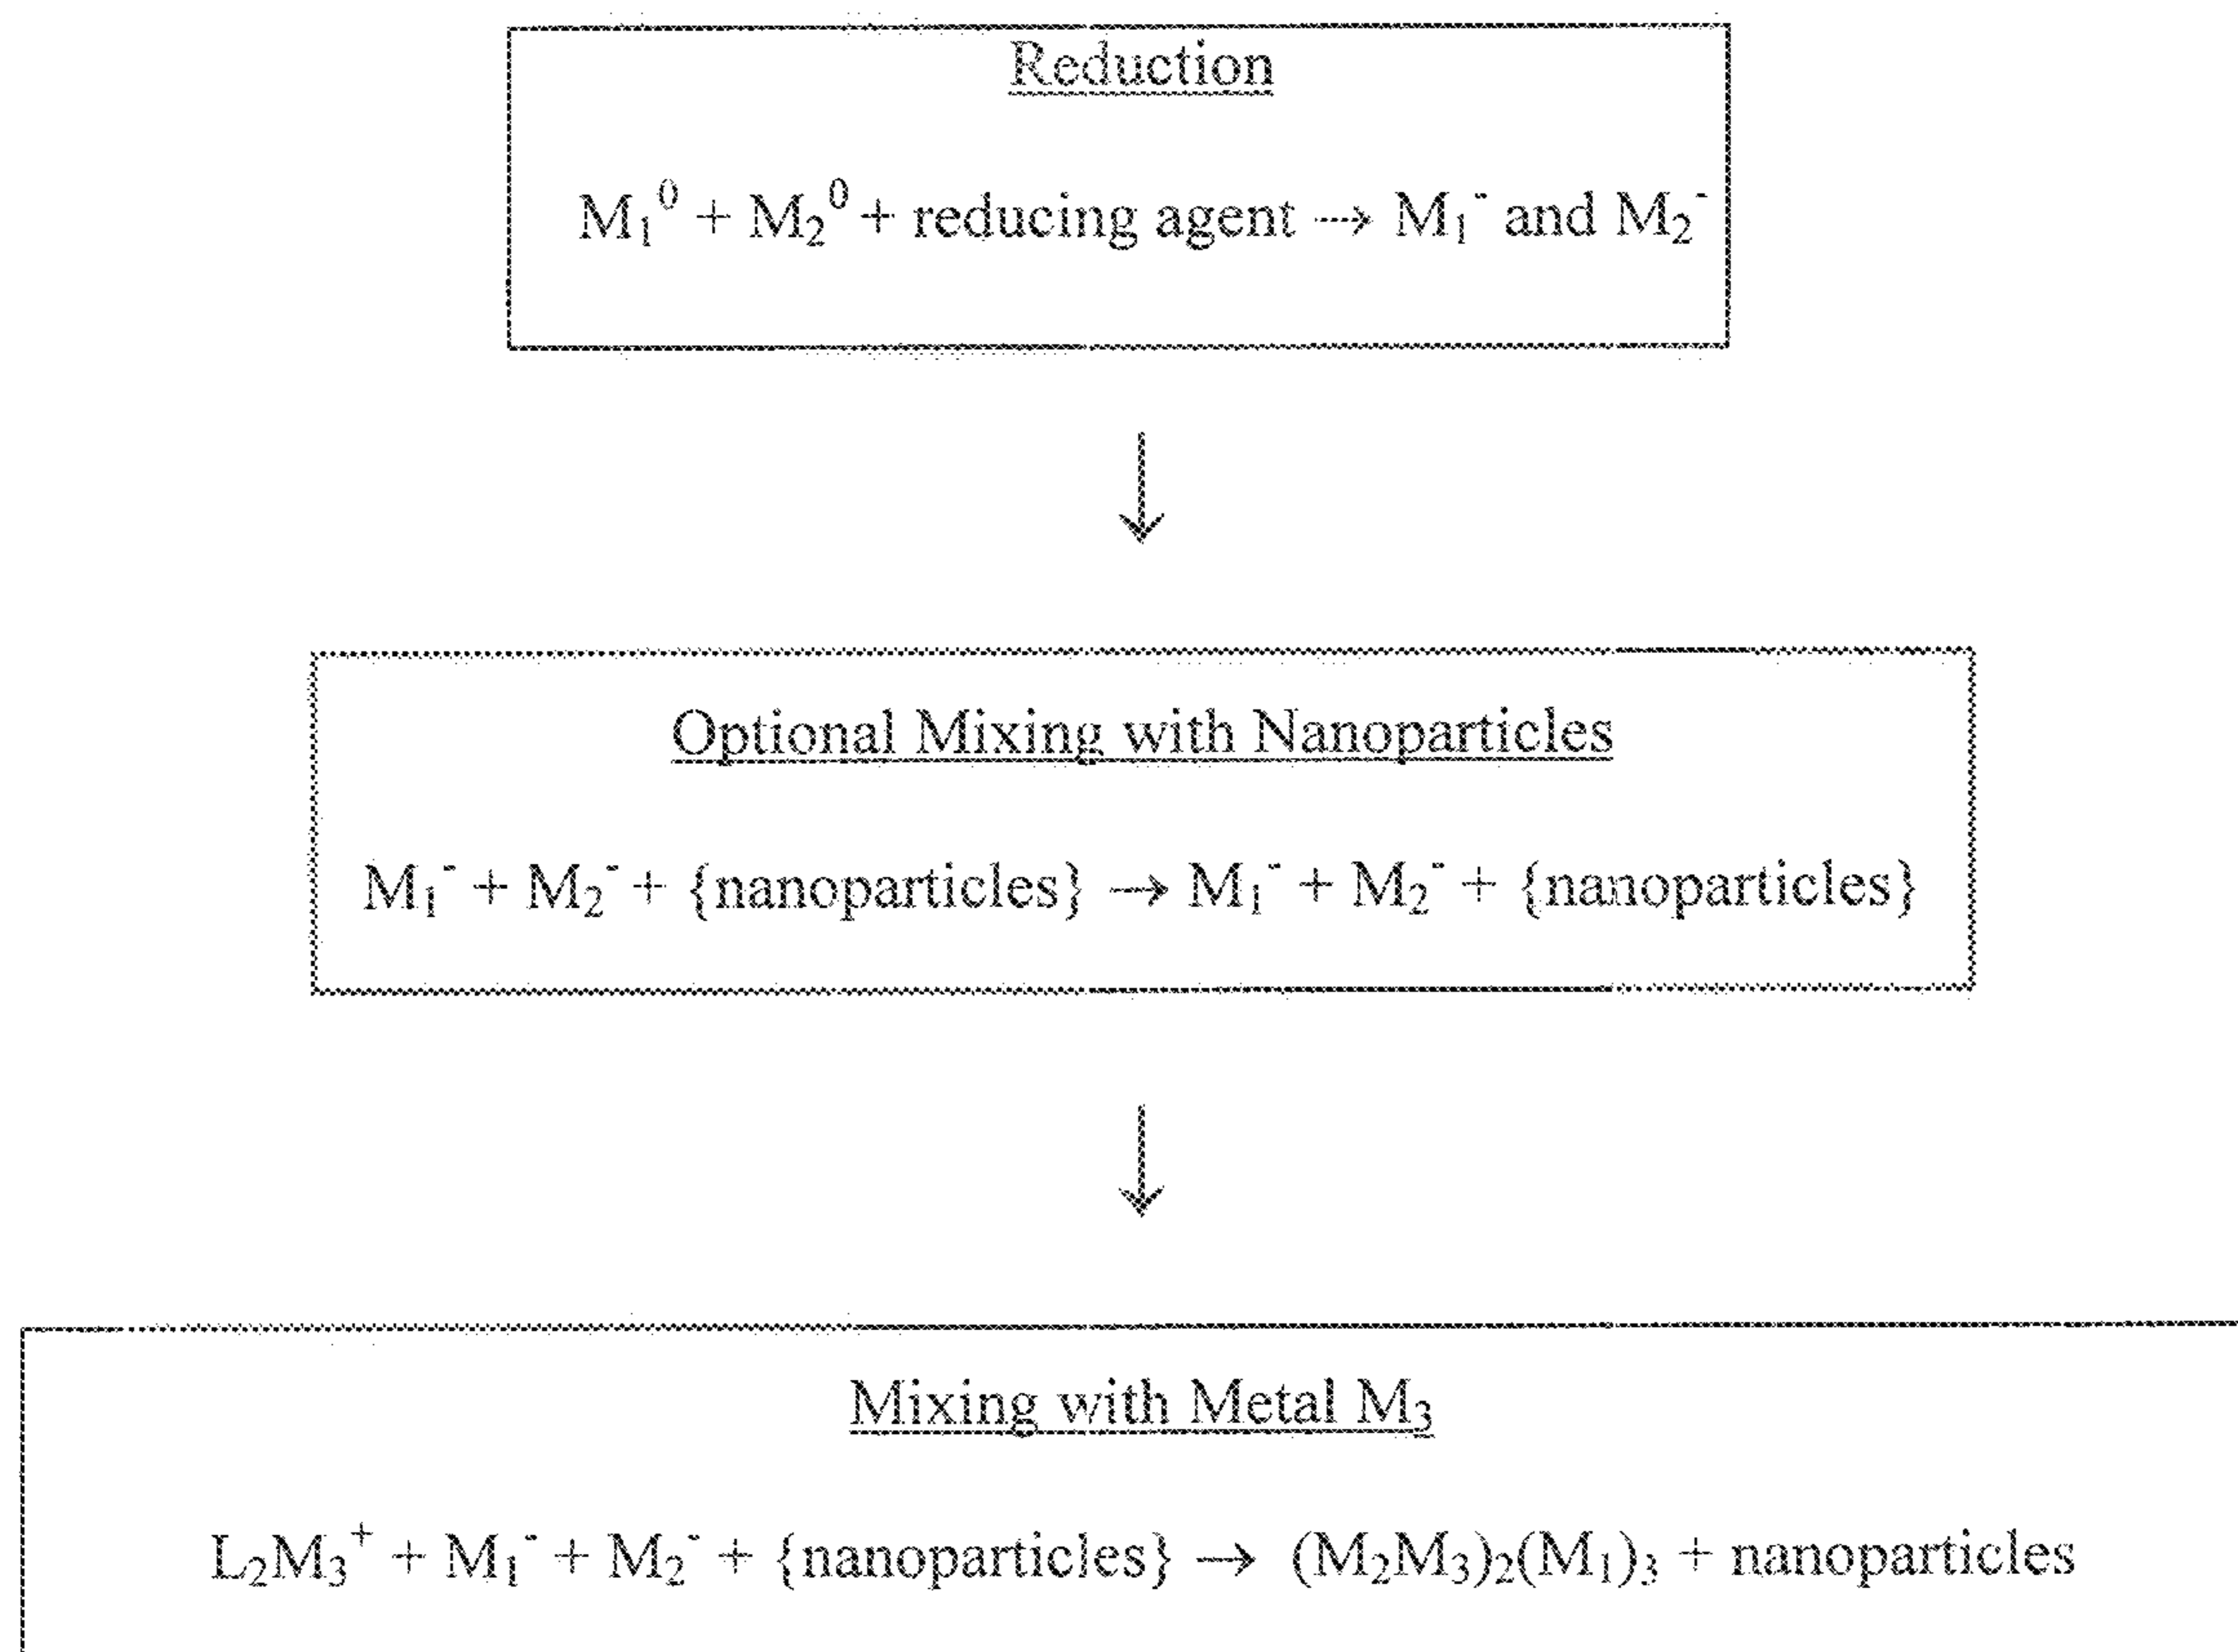 Reduction
M₁⁰ + M₂⁰ + reducing agent → M₁⁻ and M₂⁻
Optional Mixing with Nanoparticles
M₁⁻ + M₂⁻ + {nanoparticles} → M₁⁻ + M₂⁻ + {nanoparticles}
Mixing with Metal M₃
L₂M₃⁺ + M₁⁻ + M₂⁻ + {nanoparticles} → (M₂M₃)₂(M₁)₃ + nanoparticles